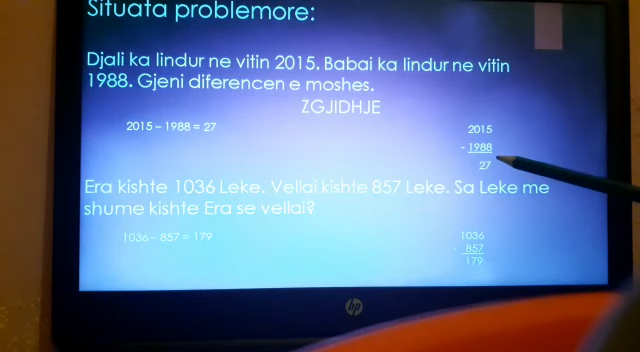 Situata problemore:
Djali ka lindur ne vitin 2015. Babai ka lindur ne vitin
1988. Gjeni diferencen e moshes.
ZGJIDHJE
2015 – 1988 = 27
2015
- 1988
27
Era kishte 1036 Leke. Vellai kishte 857 Leke. Sa Leke me
shume kishte Era se vellai?
1036 – 857 = 179
1036
- 857
179
hp